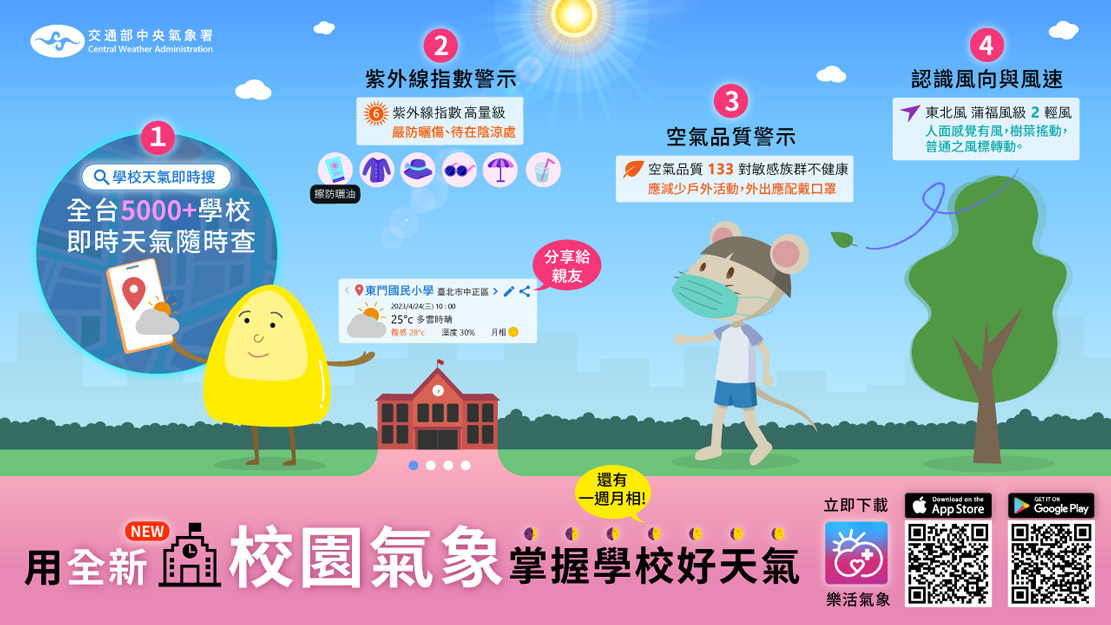 交通部中央氣象署
Central Weather Administration
1
學校天氣即時搜
全台5000+學校
即時天氣隨時查
2
紫外線指數警示
6 紫外線指數 高量級
嚴防曬傷、待在陰涼處
擦防曬油
3
空氣品質警示
空氣品質 133 對敏感族群不健康
應減少戶外活動，外出應配戴口罩
4
認識風向與風速
東北風 蒲福風級 2 輕風
人面感覺有風，樹葉搖動，
普通之風標轉動。
分享給
親友
東門國民小學 臺北市中正區
2023/4/24(三) 10 : 00
25°c 多雲時晴
體感 28°c 溼度 30% 月相
還有
一週月相!
NEW
用全新校園氣象掌握學校好天氣
立即下載
樂活氣象
Download on the
App Store
GET IT ON
Google Play